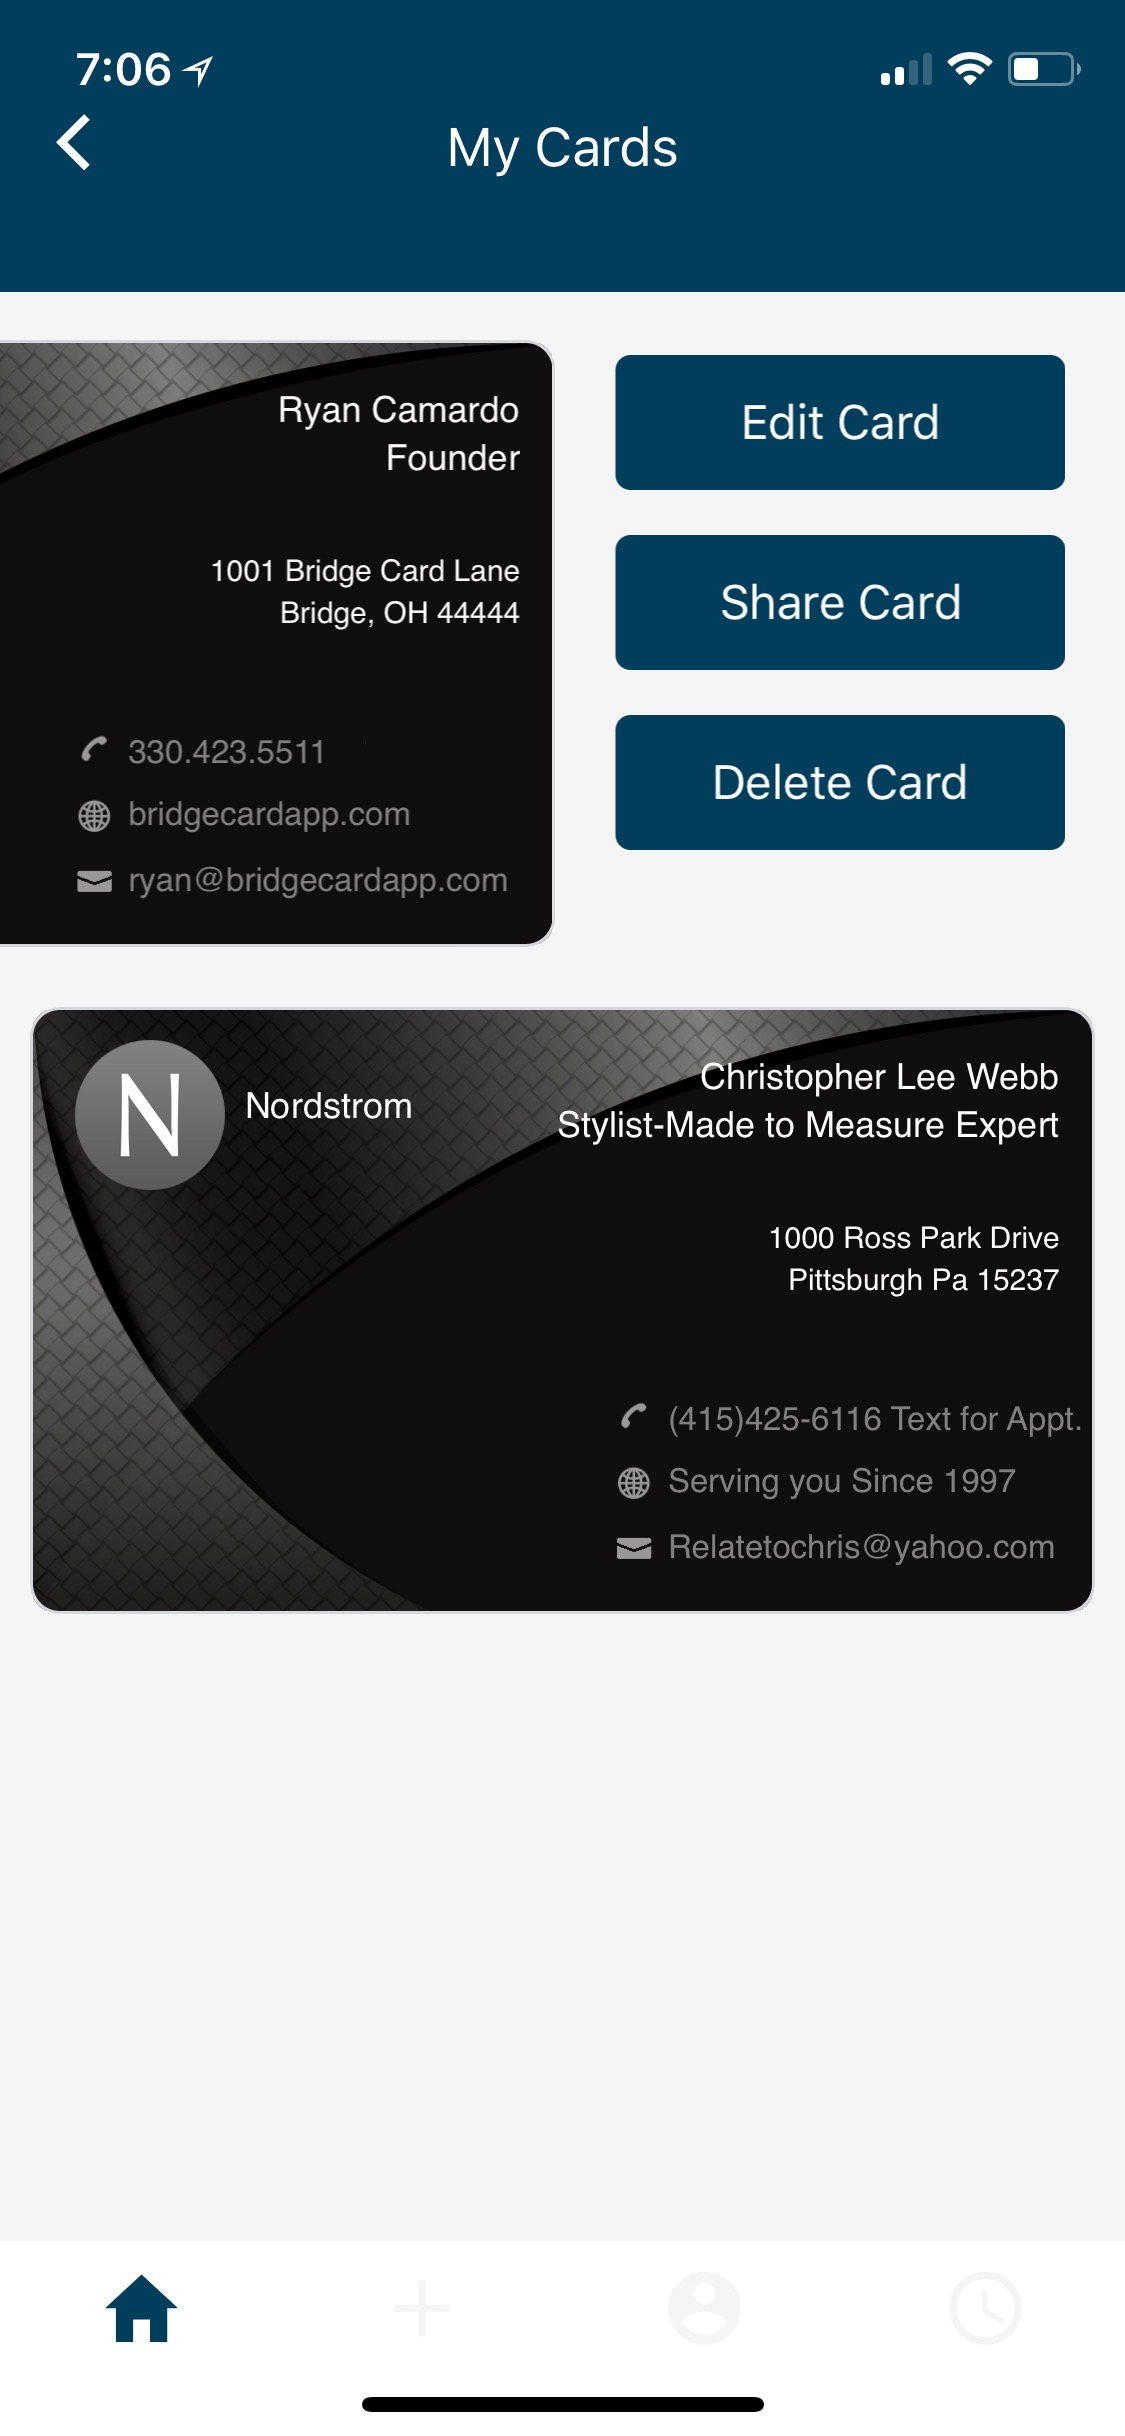 7:06
My Cards
Ryan Camardo
Founder
1001 Bridge Card Lane
Bridge, OH 44444
330.423.5511
bridgecardapp.com
ryan@bridgecardapp.com
Edit Card
Share Card
Delete Card
N
Nordstrom
Christopher Lee Webb
Stylist-Made to Measure Expert
1000 Ross Park Drive
Pittsburgh Pa 15237
(415)425-6116 Text for Appt.
Serving you Since 1997
Relatetochris@yahoo.com